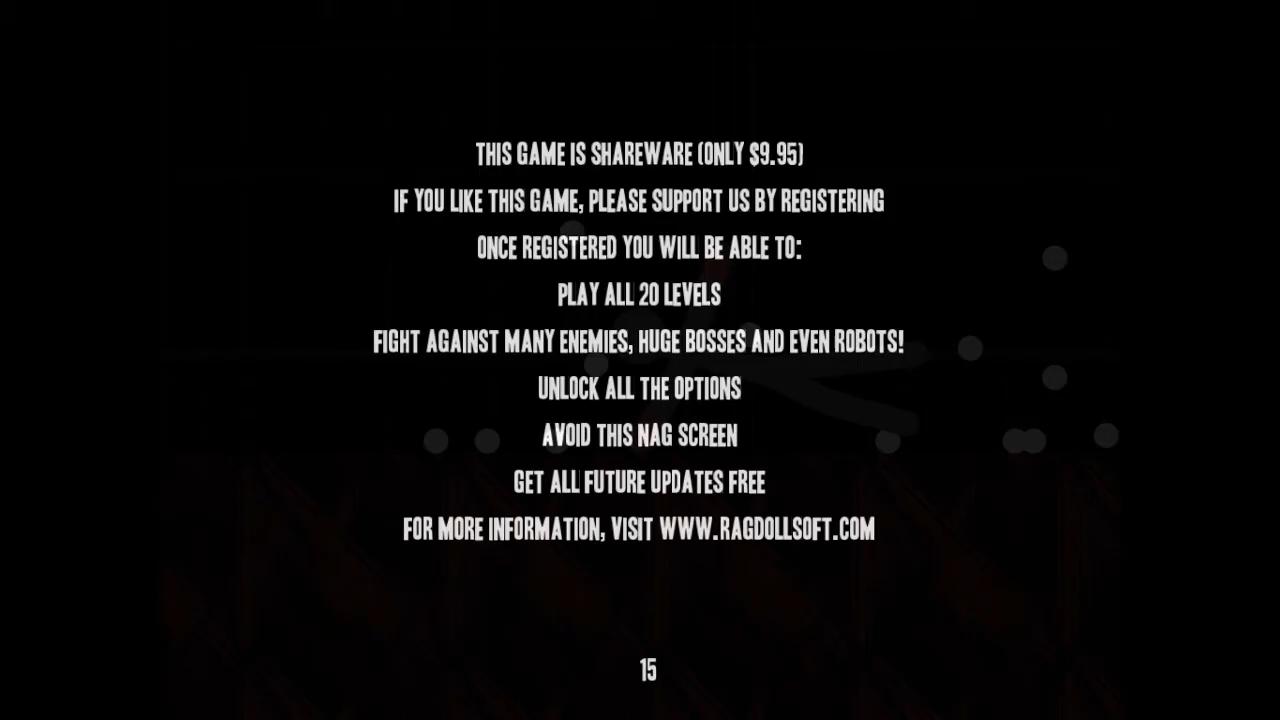 THIS GAME IS SHAREWARE (ONLY $9.95)
IF YOU LIKE THIS GAME, PLEASE SUPPORT US BY REGISTERING
ONCE REGISTERED YOU WILL BE ABLE TO:
PLAY ALL 20 LEVELS
FIGHT AGAINST MANY ENEMIES, HUGE BOSSES AND EVEN ROBOTS!
UNLOCK ALL THE OPTIONS
AVOID THIS NAG SCREEN
GET ALL FUTURE UPDATES FREE
FOR MORE INFORMATION, VISIT WWW.RAGDOLLSOFT.COM
15